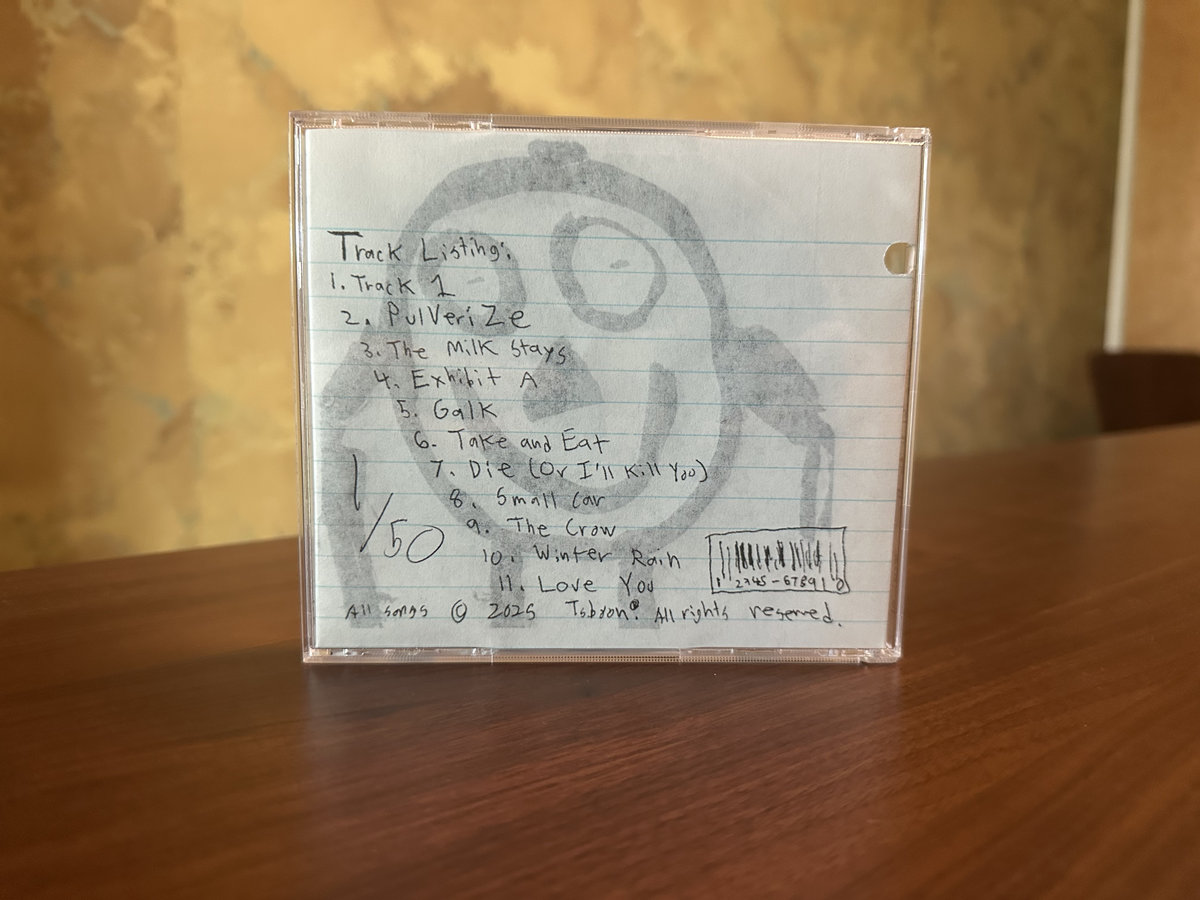 Track Listing:
1. Track 1
2. PulVeriZe
3. The Milk Stays
4. Exhibit A
5. Galk
6. Take and Eat
7. Die (Or I'll Kill You)
8. Small Car
9. The Crow
10. Winter Rain
11. Love You
1/50
All songs © 2025 Tsbron. All rights reserved.